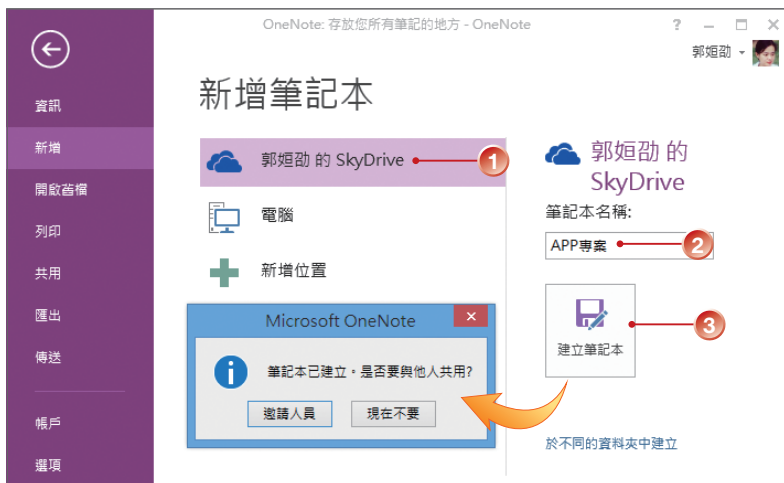 OneNote: 存放您所有筆記的地方 - OneNote
?
郭姮劭
資訊
新增
開啟舊檔
列印
共用
匯出
傳送
帳戶
選項
新增筆記本
郭姮劭 的 SkyDrive
1
電腦
新增位置
郭姮劭 的
SkyDrive
筆記本名稱:
APP專案
2
建立筆記本
3
於不同的資料夾中建立
Microsoft OneNote
筆記本已建立。是否要與他人共用?
邀請人員
現在不要